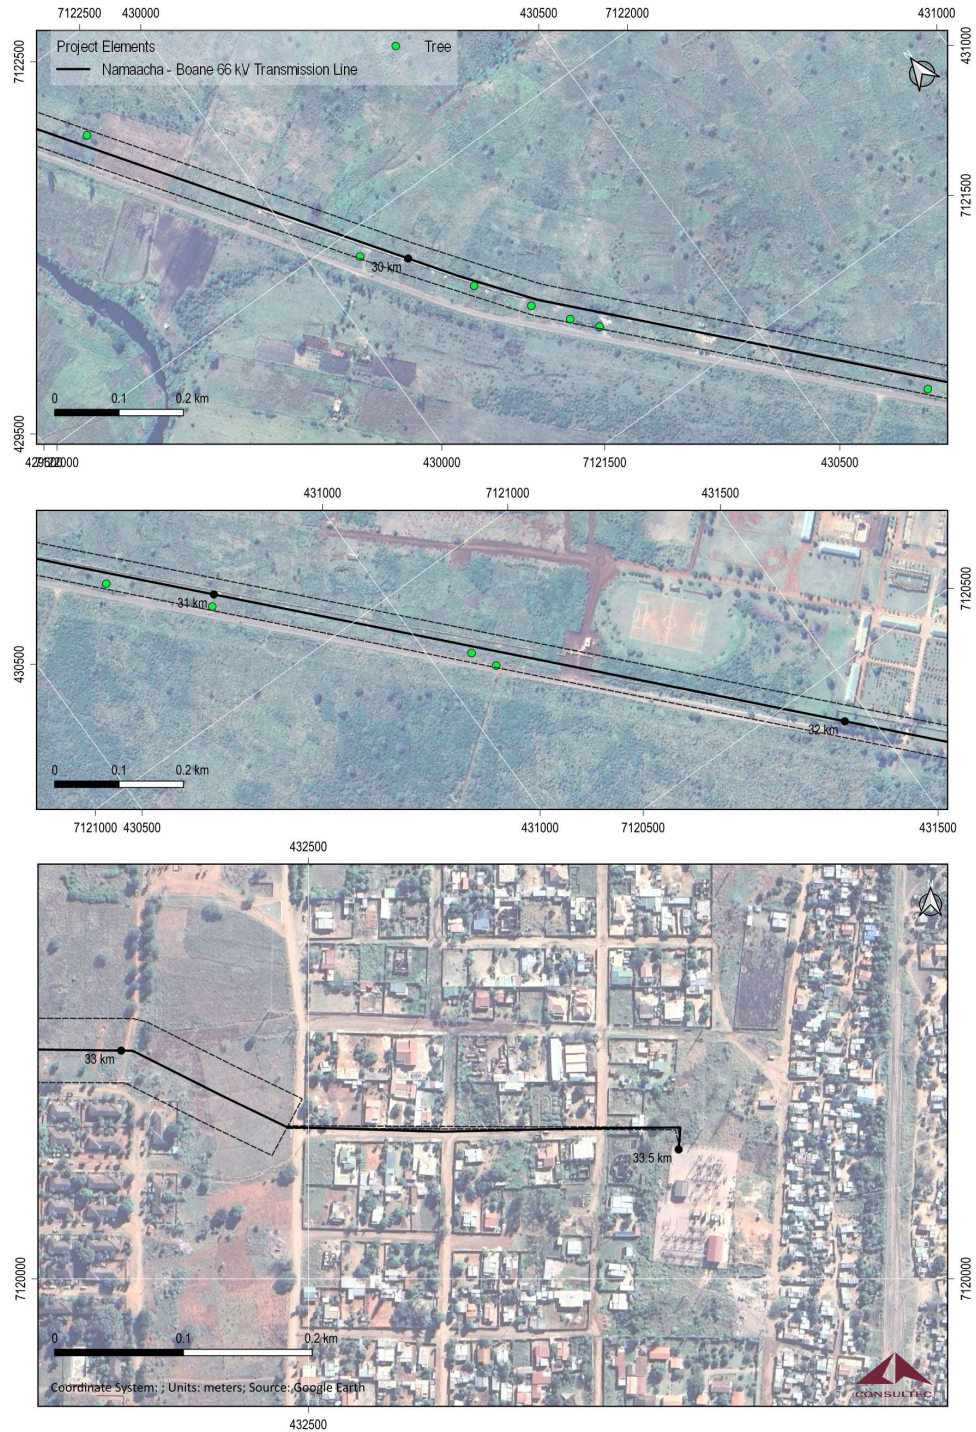 7122500 430000 430500 7122000 431000
7122500
431000
Project Elements Tree
Namaacha - Boane 66 kV Transmission Line
7121500
30 km
0 0.1 0.2 km
429500
430000 7121500 430500
431000 7121000 431500
7120500
31 km
430500
32 km
0 0.1 0.2 km
7121000 430500 431000 7120500 431500
432500
33 km
33.5 km
7120000
7120000
0 0.1 0.2 km
Coordinate System: ; Units: meters; Source: Google Earth
CONSULTEC
432500